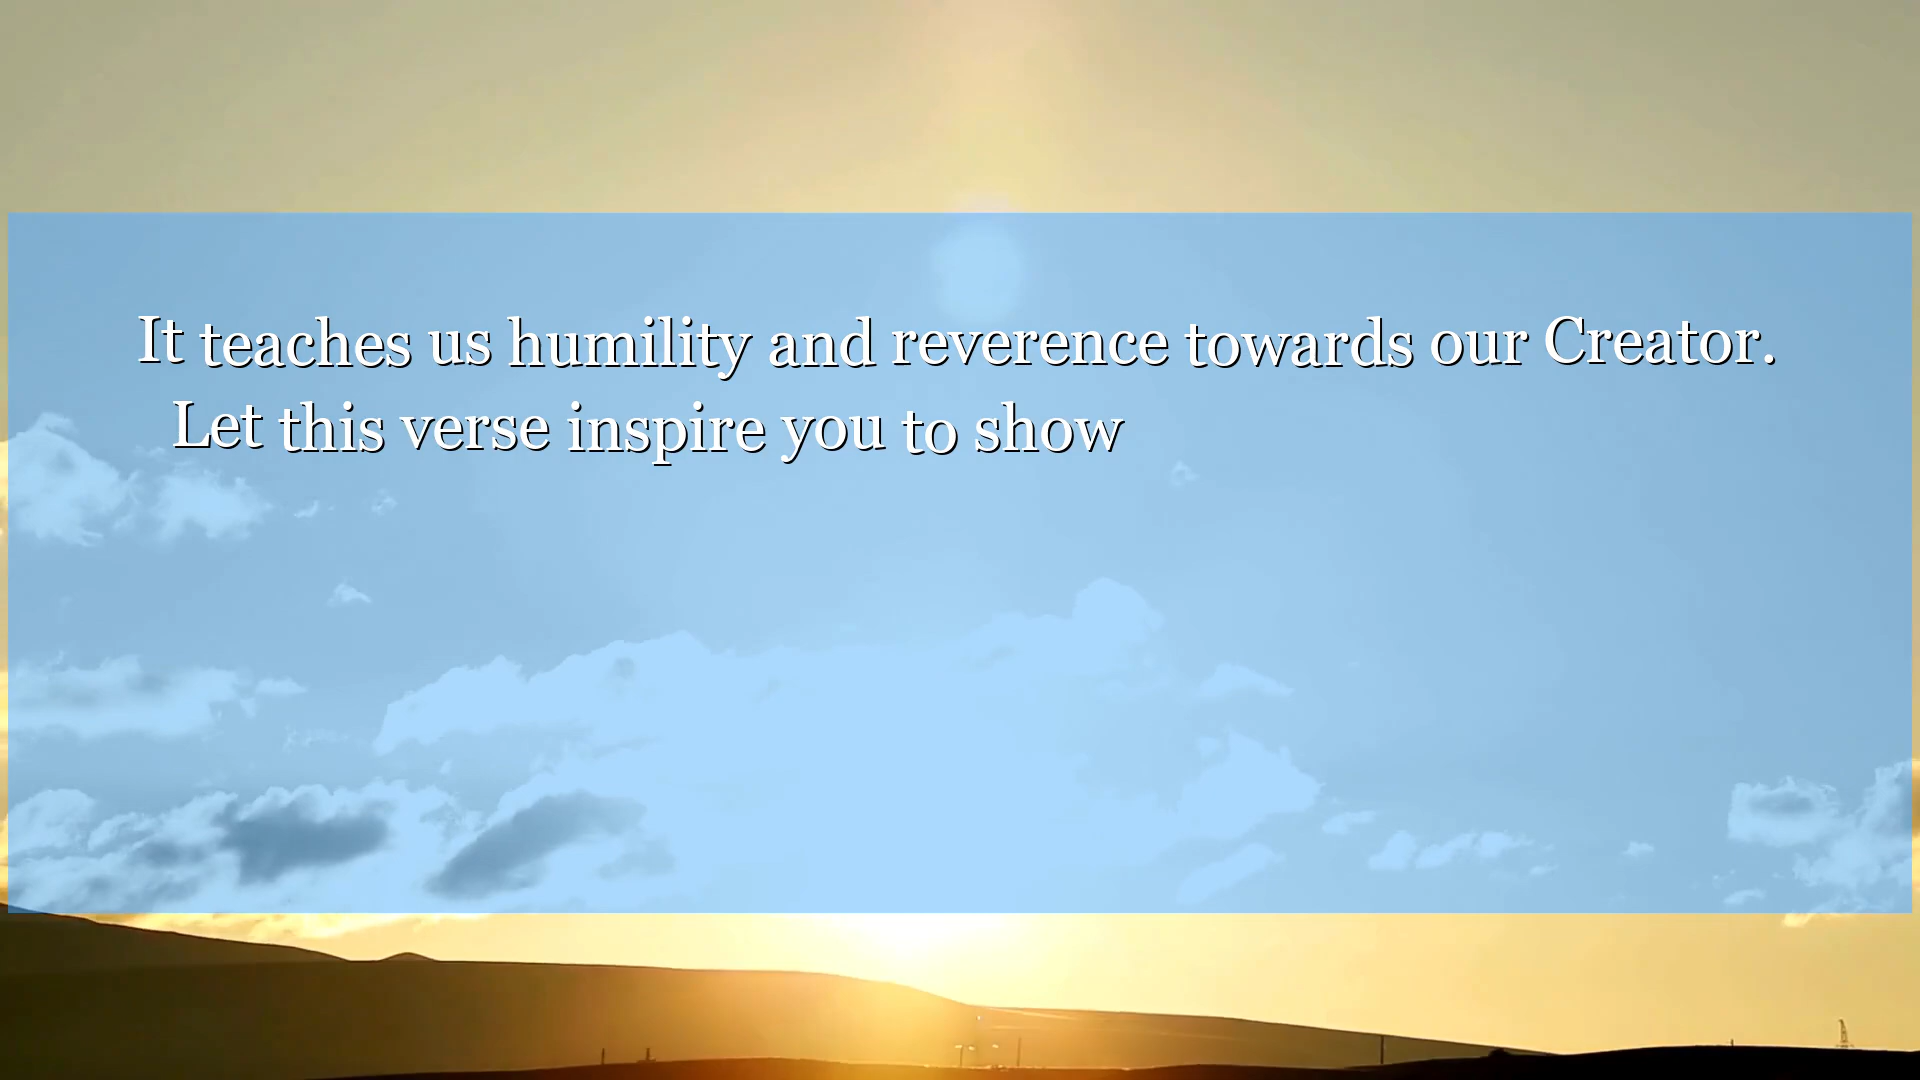 It teaches us humility and reverence towards our Creator.
Let this verse inspire you to show